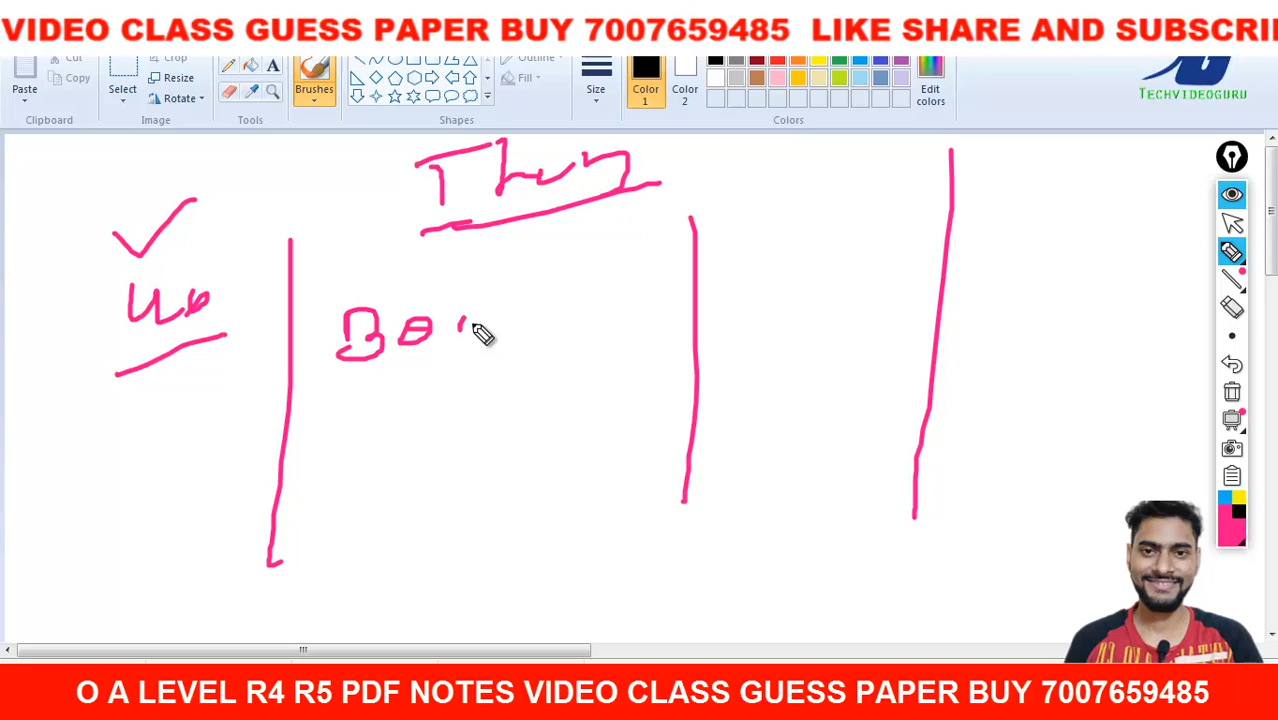 VIDEO CLASS GUESS PAPER BUY 7007659485 LIKE SHARE AND SUBSCRI
Cut
Copy
Paste
Clipboard
Crop
Resize
Rotate
Select
Image
A
Tools
Brushes
Outline
Fill
Shapes
Size
Color 1
Color 2
Edit colors
Colors
TECHVIDEOGURU
O A LEVEL R4 R5 PDF NOTES VIDEO CLASS GUESS PAPER BUY 7007659485